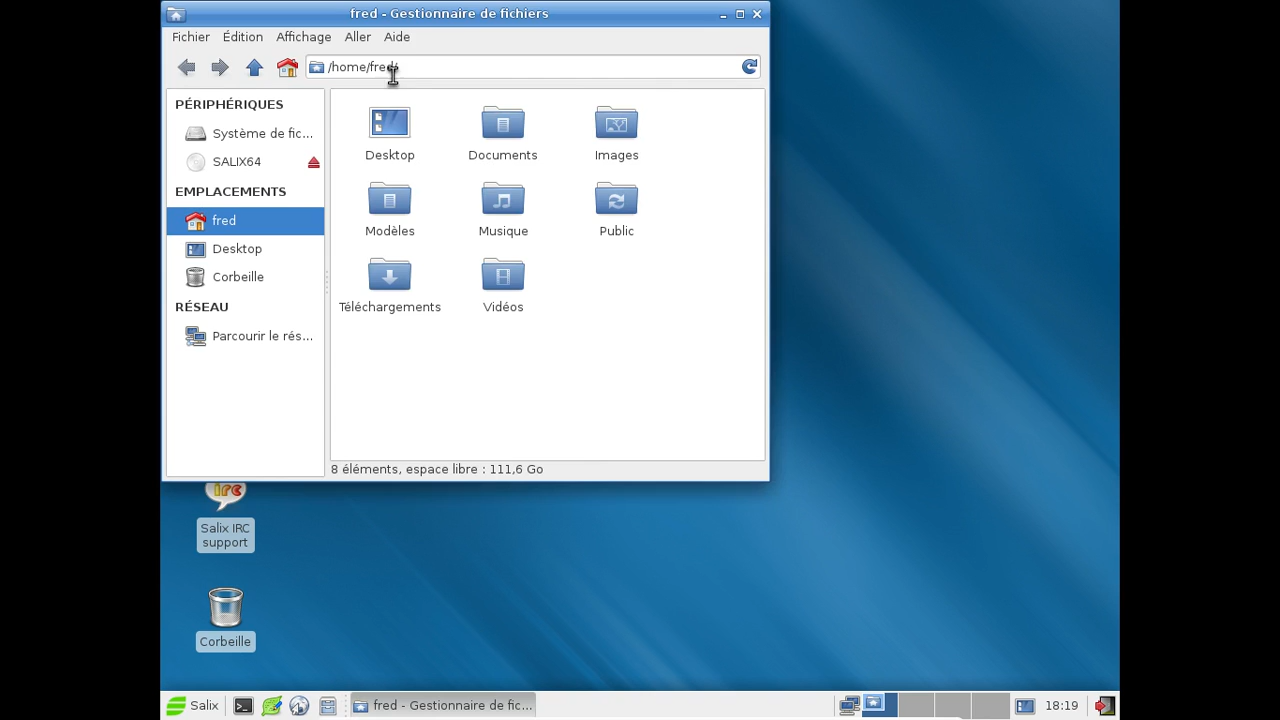 fred - Gestionnaire de fichiers
Fichier Édition Affichage Aller Aide
/home/fred/
PÉRIPHÉRIQUES
Système de fic...
SALIX64
EMPLACEMENTS
fred
Desktop
Corbeille
RÉSEAU
Parcourir le rés...
Desktop Documents Images
Modèles Musique Public
Téléchargements Vidéos
8 éléments, espace libre : 111,6 Go
irc
Salix IRC
support
Corbeille
Salix fred - Gestionnaire de fic... 18:19